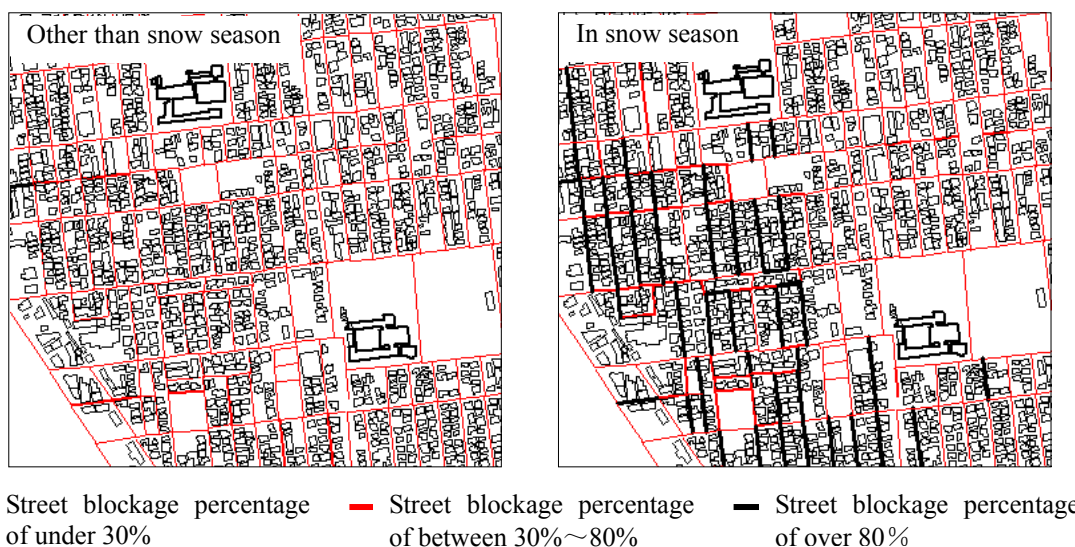 Other than snow season
In snow season
Street blockage percentage
of under 30%
Street blockage percentage
of between 30%～80%
Street blockage percentage
of over 80%